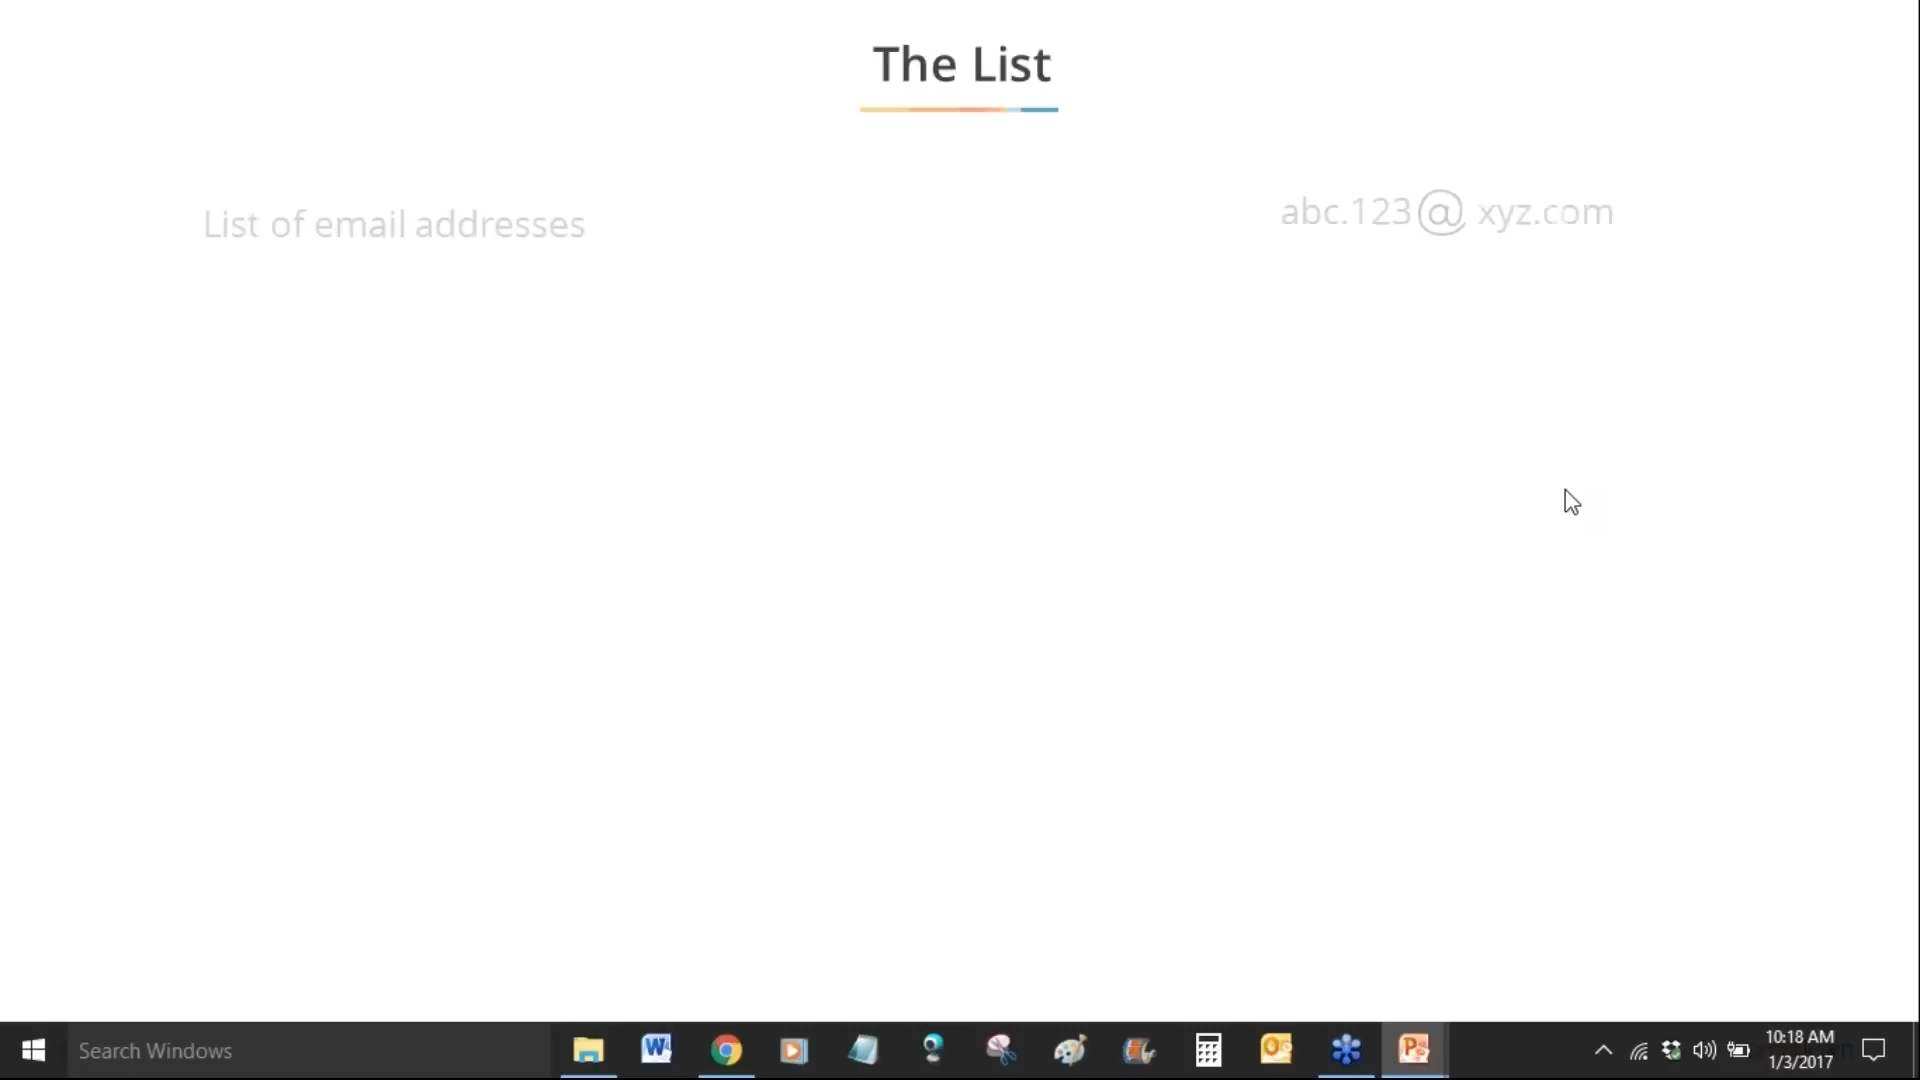 The List
List of email addresses
abc.123@ xyz.com
Search Windows
10:18 AM
1/3/2017